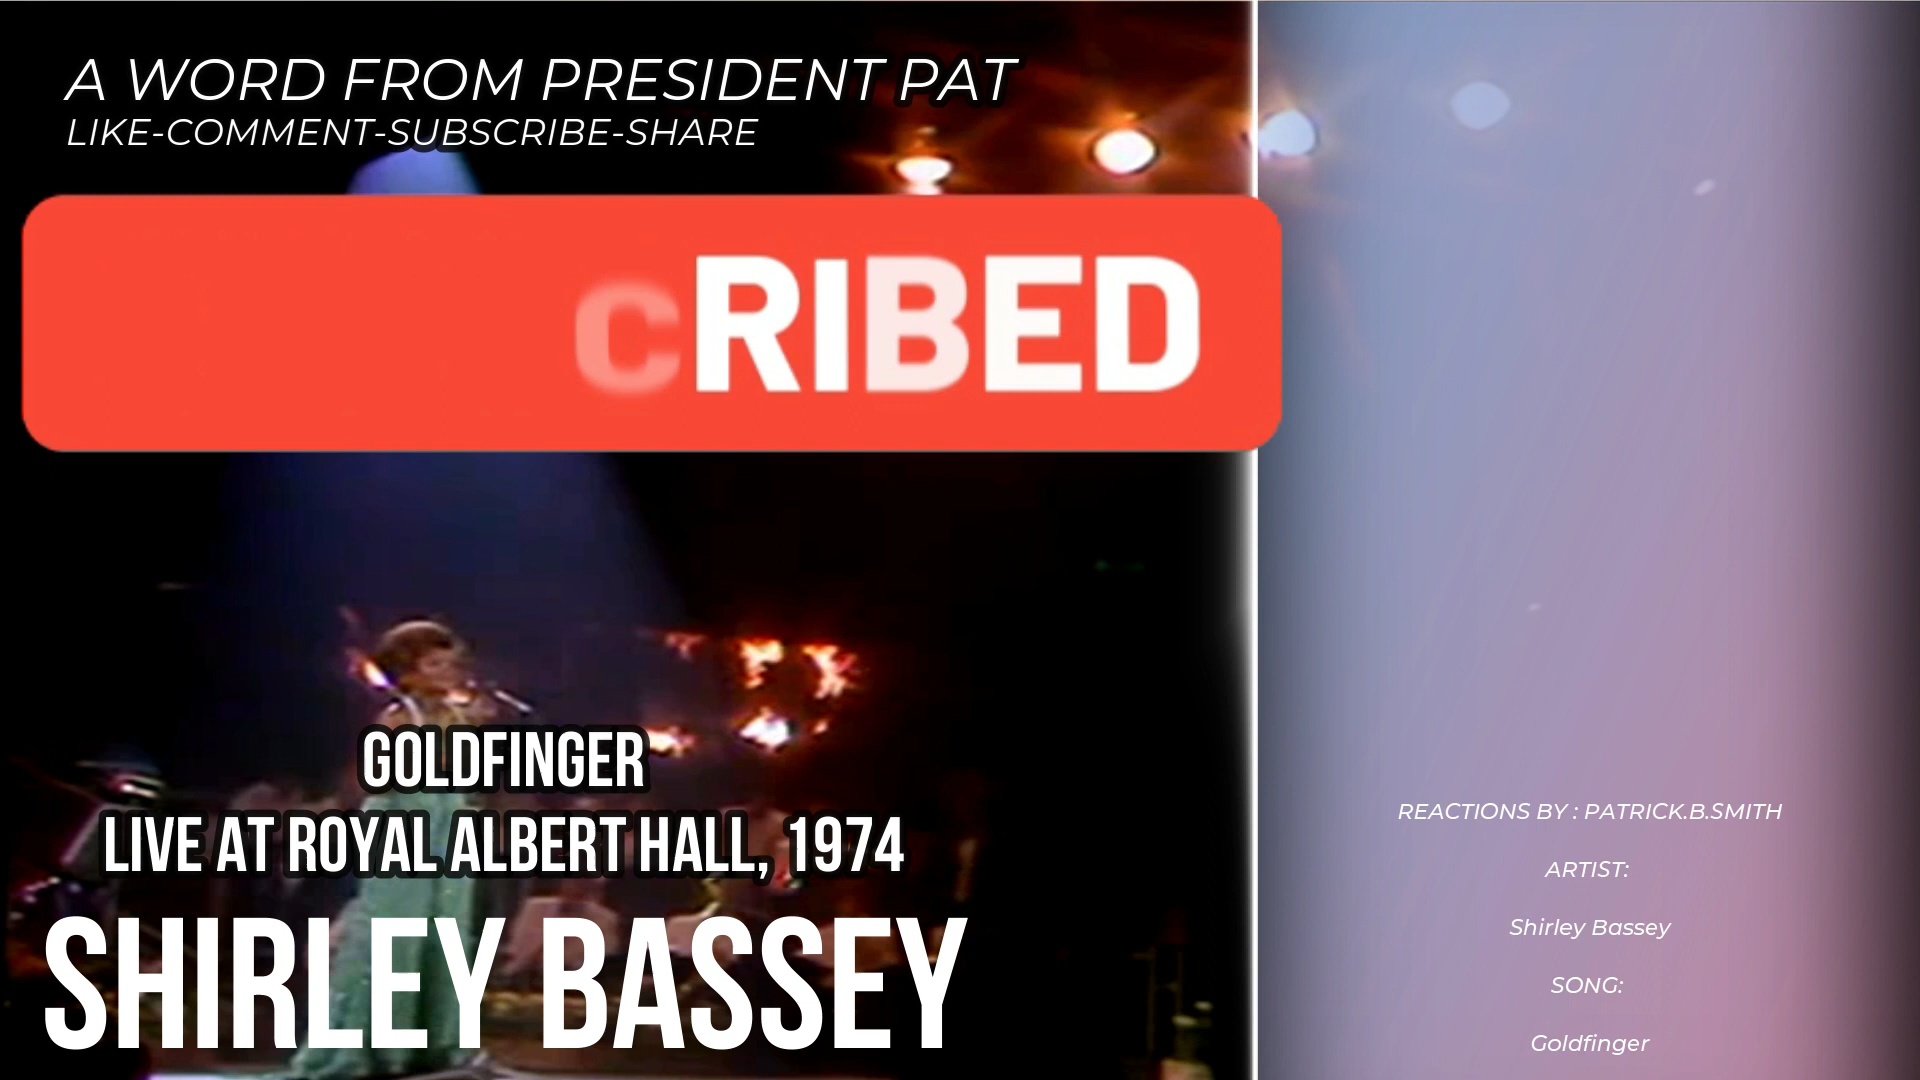 A WORD FROM PRESIDENT PAT
LIKE-COMMENT-SUBSCRIBE-SHARE
cRIBED
GOLDFINGER
LIVE AT ROYAL ALBERT HALL, 1974
SHIRLEY BASSEY
REACTIONS BY : PATRICK.B.SMITH
ARTIST:
Shirley Bassey
SONG:
Goldfinger